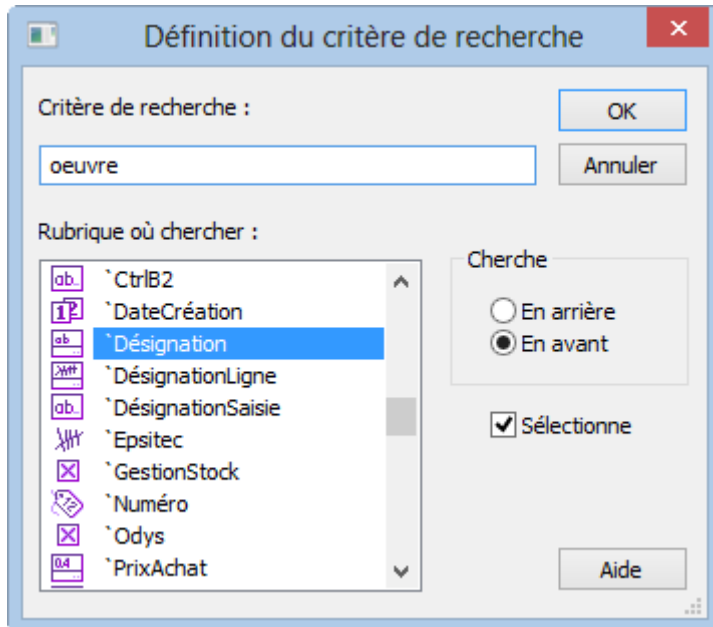 Définition du critère de recherche
Critère de recherche :
OK
oeuvre
Annuler
Rubrique où chercher :
`CtrlB2
`DateCréation
`Désignation
`DésignationLigne
`DésignationSaisie
`Epsitec
`GestionStock
`Numéro
`Odys
`PrixAchat
Cherche
En arrière
En avant
Sélectionne
Aide